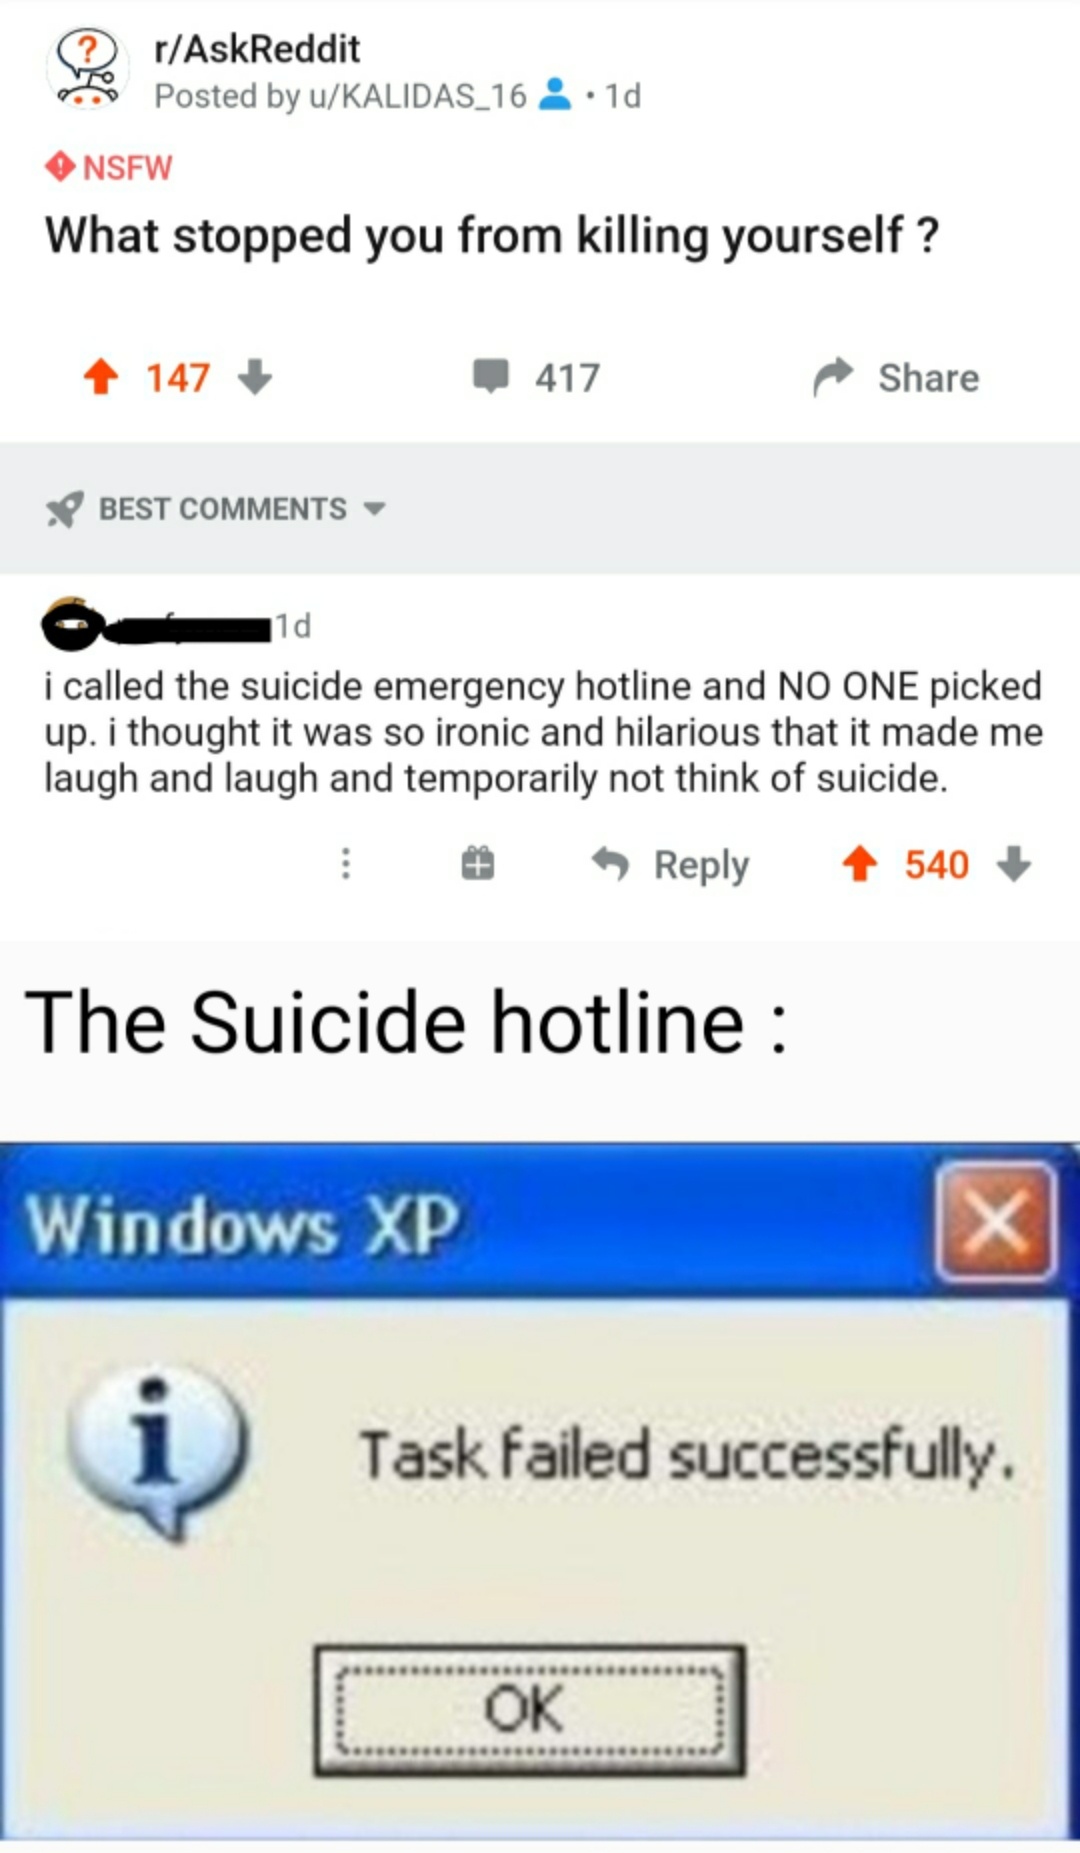 r/AskReddit
Posted by u/KALIDAS_16 • 1d
NSFW
What stopped you from killing yourself ?
147
417
Share
BEST COMMENTS
1d
i called the suicide emergency hotline and NO ONE picked
up. i thought it was so ironic and hilarious that it made me
laugh and laugh and temporarily not think of suicide.
Reply
540
The Suicide hotline :
Windows XP
Task failed successfully.
OK